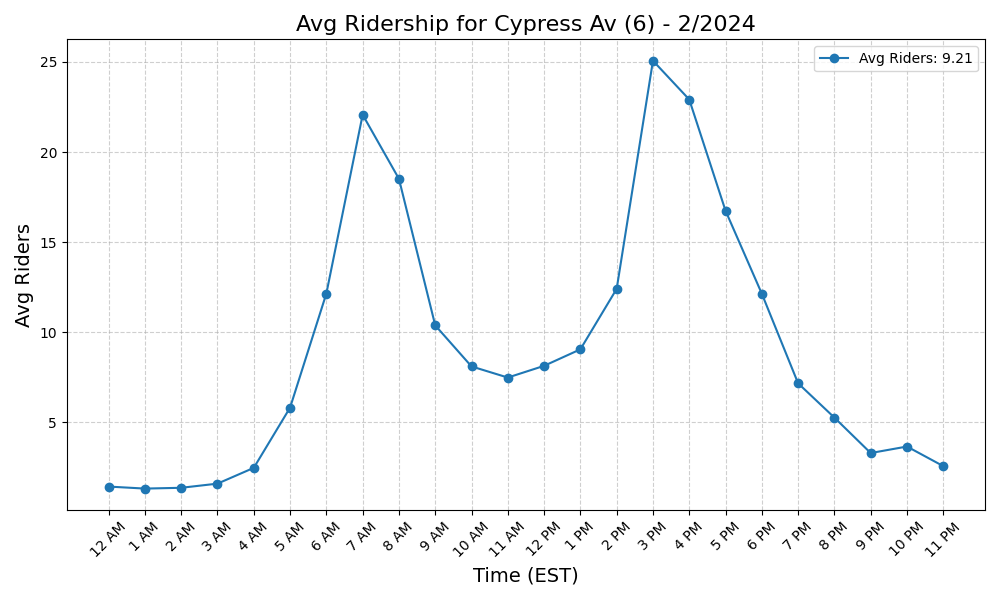 Avg Ridership for Cypress Av (6) - 2/2024
Avg Riders: 9.21
Avg Riders
25
20
15
10
5
12 AM
1 AM
2 AM
3 AM
4 AM
5 AM
6 AM
7 AM
8 AM
9 AM
10 AM
11 AM
12 PM
1 PM
2 PM
3 PM
4 PM
5 PM
6 PM
7 PM
8 PM
9 PM
10 PM
11 PM
Time (EST)